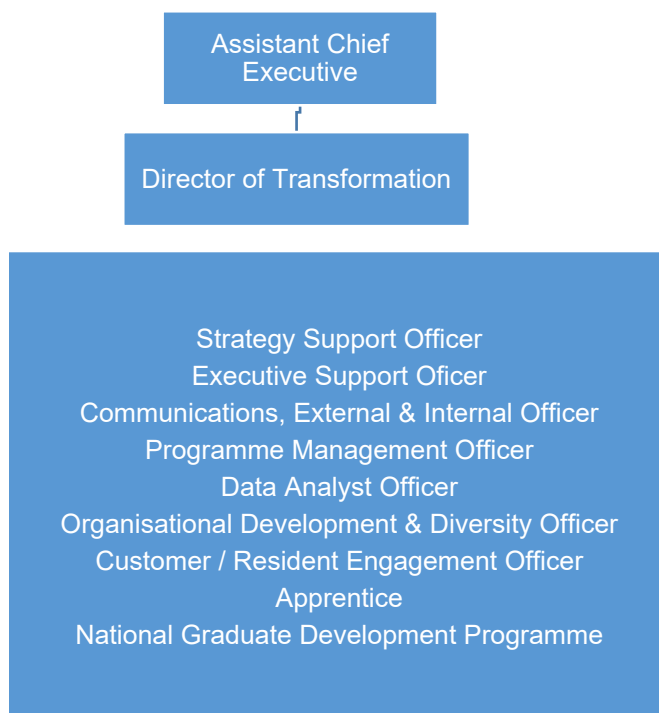 Assistant Chief
Executive
Director of Transformation
Strategy Support Officer
Executive Support Oficer
Communications, External & Internal Officer
Programme Management Officer
Data Analyst Officer
Organisational Development & Diversity Officer
Customer / Resident Engagement Officer
Apprentice
National Graduate Development Programme